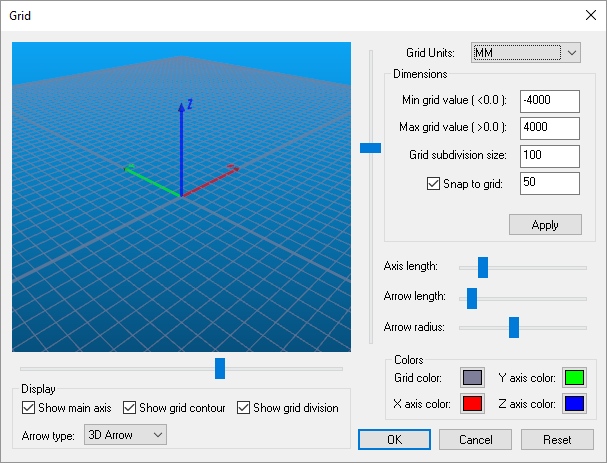 Grid
Grid Units: MM
Dimensions
Min grid value ( <0.0 ): -4000
Max grid value ( >0.0 ): 4000
Grid subdivision size: 100
Snap to grid: 50
Apply
Z
Axis length:
Arrow length:
Arrow radius:
Display
Show main axis Show grid contour Show grid division
Arrow type: 3D Arrow
Colors
Grid color: Y axis color:
X axis color: Z axis color:
OK Cancel Reset